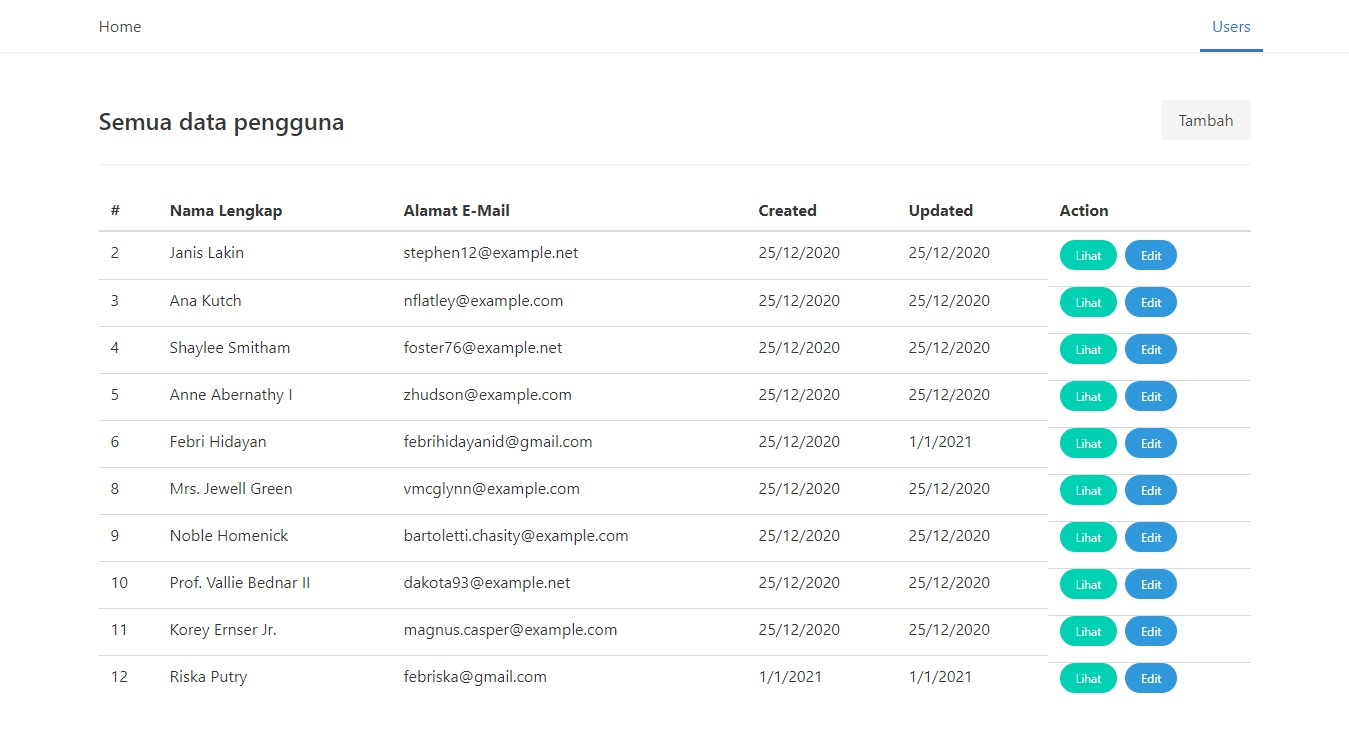 Home Users
Semua data pengguna Tambah
# Nama Lengkap Alamat E-Mail Created Updated Action
2 Janis Lakin stephen12@example.net 25/12/2020 25/12/2020 Lihat Edit
3 Ana Kutch nflatley@example.com 25/12/2020 25/12/2020 Lihat Edit
4 Shaylee Smitham foster76@example.net 25/12/2020 25/12/2020 Lihat Edit
5 Anne Abernathy I zhudson@example.com 25/12/2020 25/12/2020 Lihat Edit
6 Febri Hidayan febrihidayanid@gmail.com 25/12/2020 1/1/2021 Lihat Edit
8 Mrs. Jewell Green vmcglynn@example.com 25/12/2020 25/12/2020 Lihat Edit
9 Noble Homenick bartoletti.chasity@example.com 25/12/2020 25/12/2020 Lihat Edit
10 Prof. Vallie Bednar II dakota93@example.net 25/12/2020 25/12/2020 Lihat Edit
11 Korey Ernser Jr. magnus.casper@example.com 25/12/2020 25/12/2020 Lihat Edit
12 Riska Putry febriska@gmail.com 1/1/2021 1/1/2021 Lihat Edit